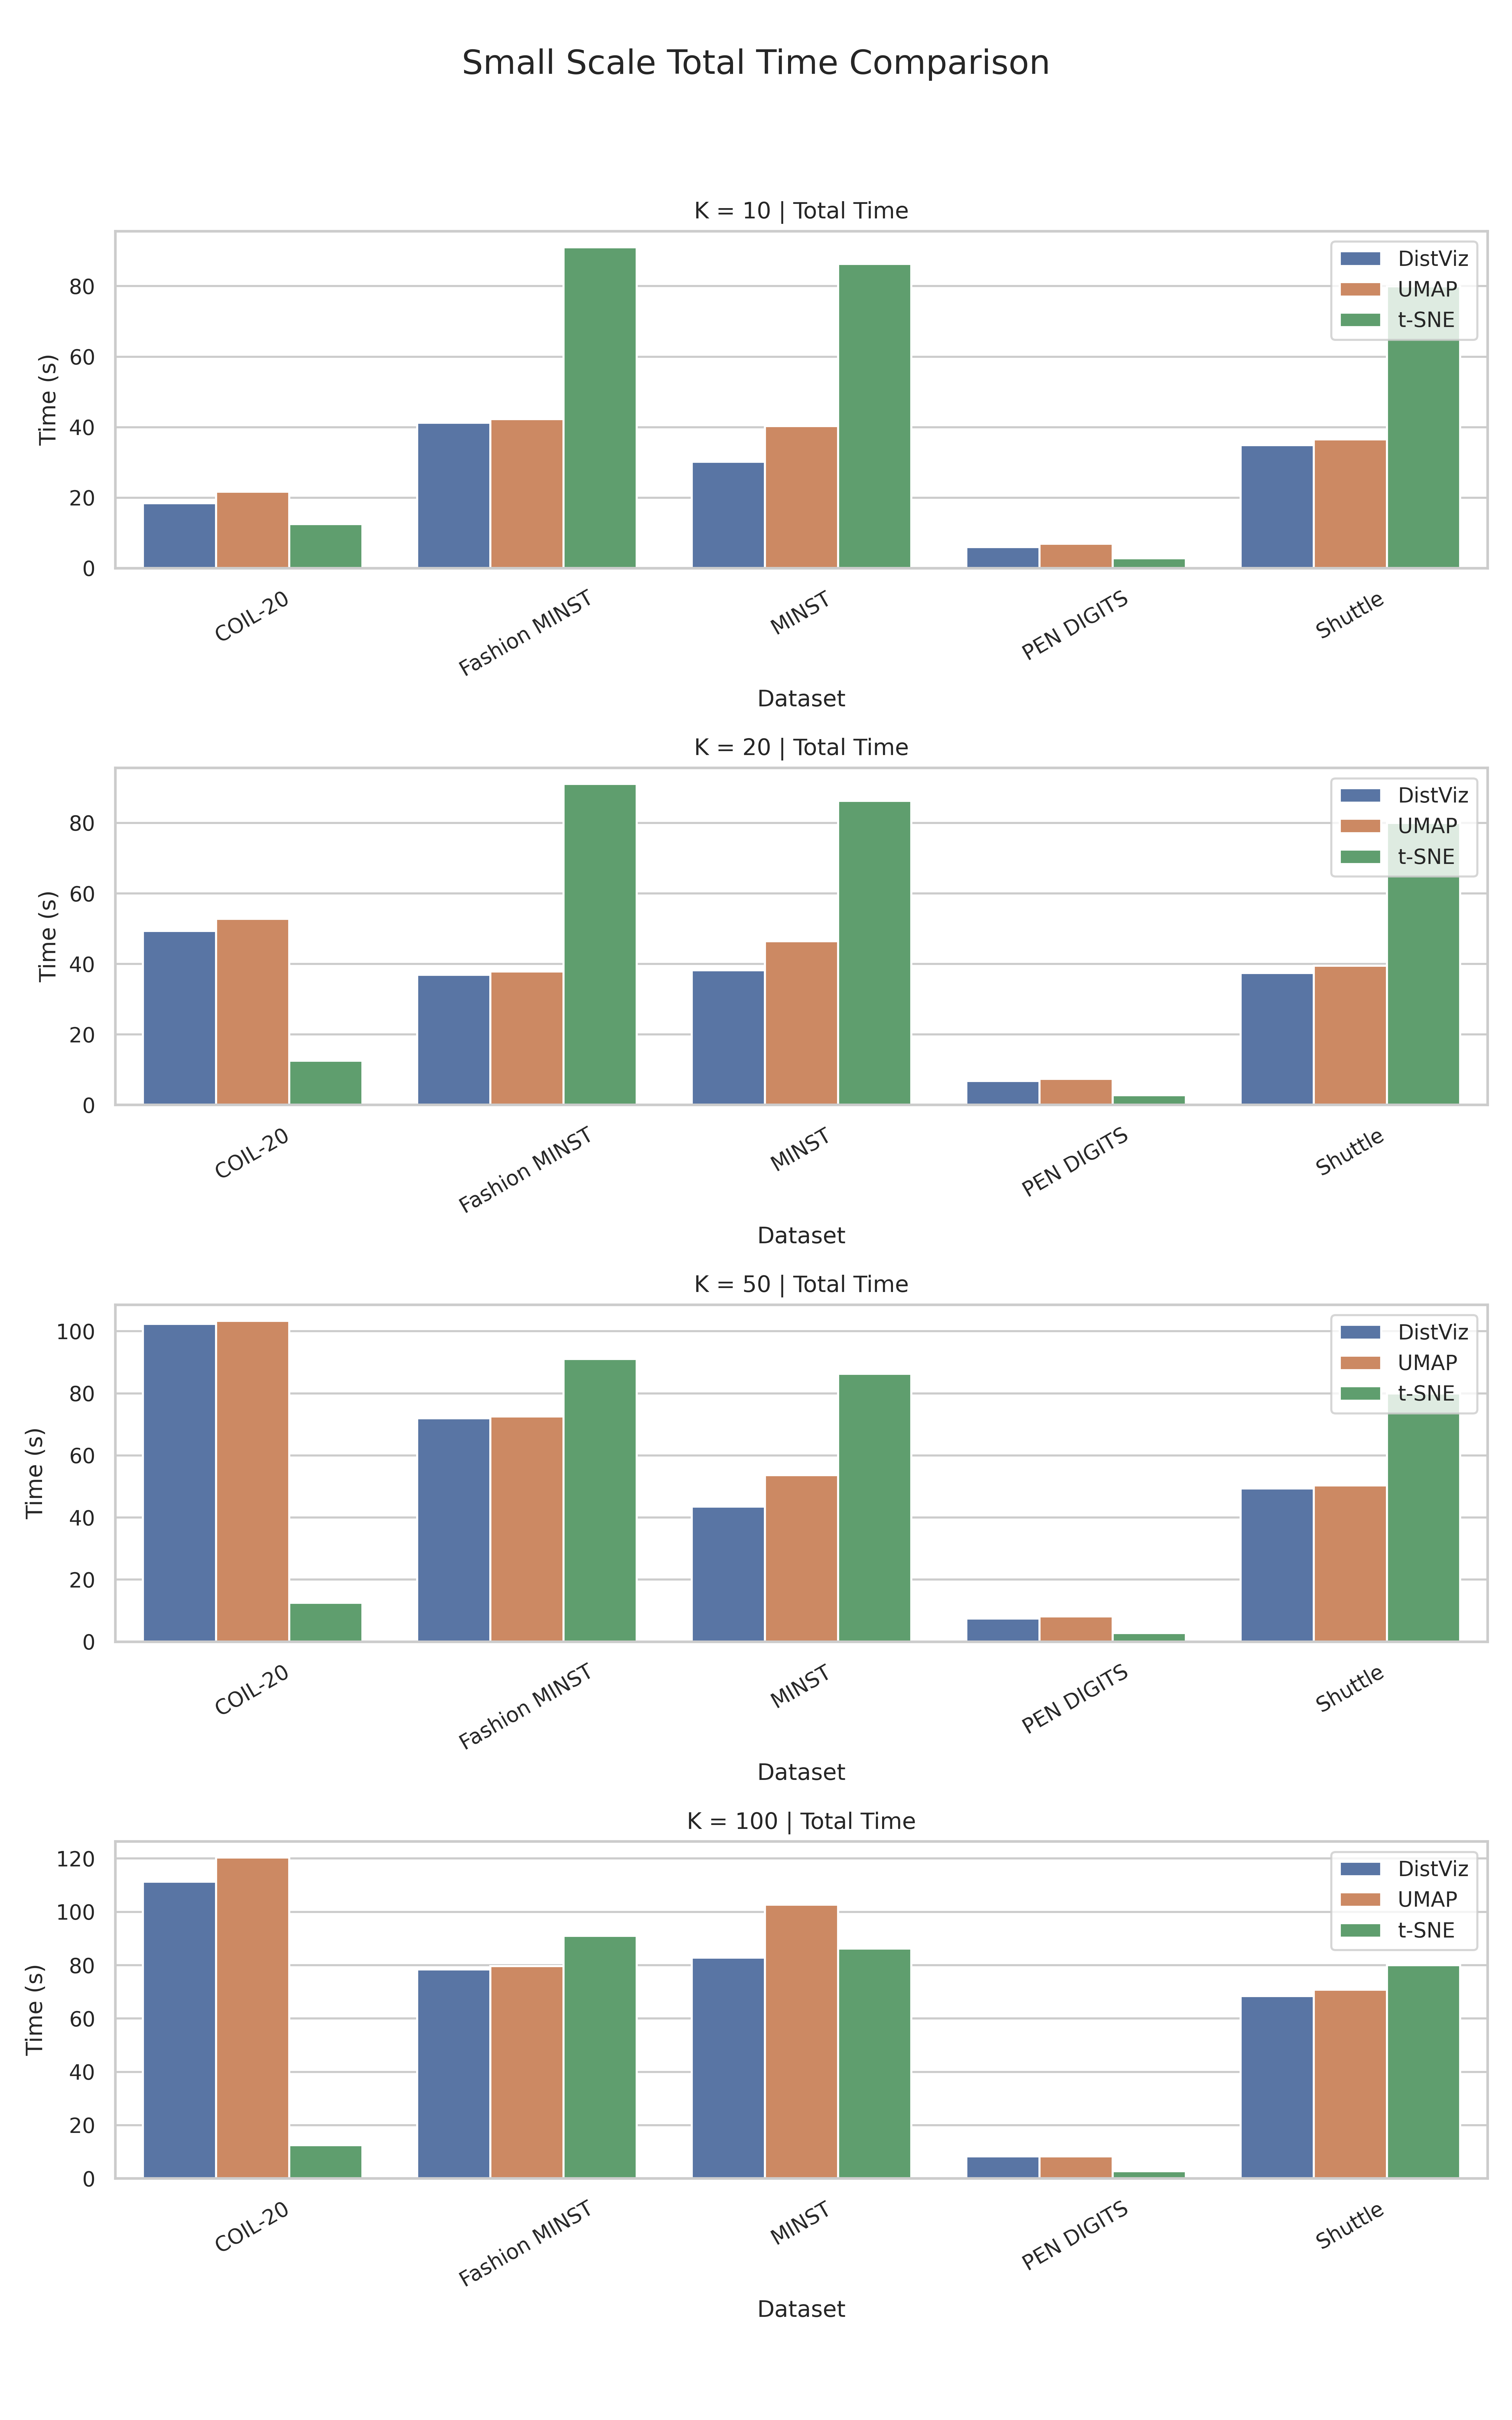 Small Scale Total Time Comparison
K = 10 | Total Time
Time (s)
80
60
40
20
0
DistViz
UMAP
t-SNE
COIL-20
Fashion MINST
MINST
PEN DIGITS
Shuttle
Dataset
K = 20 | Total Time
Time (s)
80
60
40
20
0
DistViz
UMAP
t-SNE
COIL-20
Fashion MINST
MINST
PEN DIGITS
Shuttle
Dataset
K = 50 | Total Time
Time (s)
100
80
60
40
20
0
DistViz
UMAP
t-SNE
COIL-20
Fashion MINST
MINST
PEN DIGITS
Shuttle
Dataset
K = 100 | Total Time
Time (s)
120
100
80
60
40
20
0
DistViz
UMAP
t-SNE
COIL-20
Fashion MINST
MINST
PEN DIGITS
Shuttle
Dataset